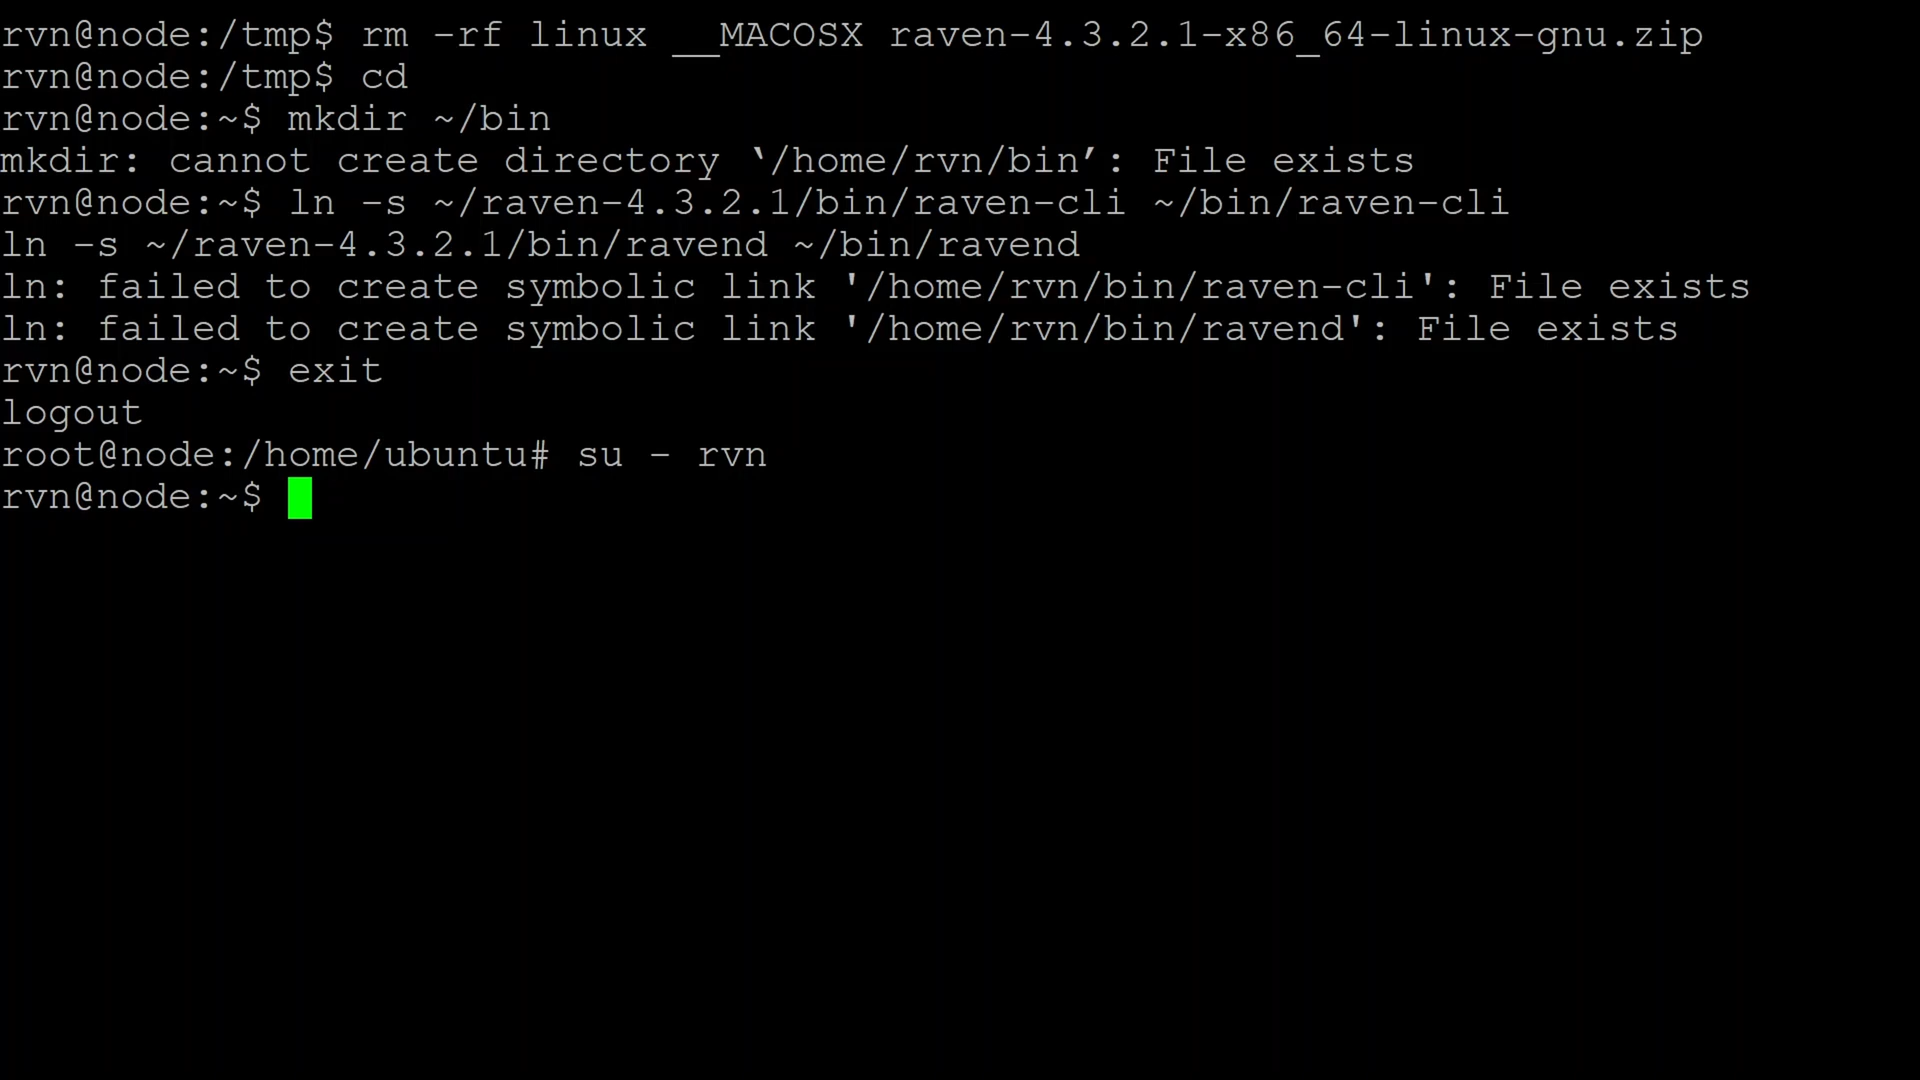 rvn@node:/tmp$ rm -rf linux __MACOSX raven-4.3.2.1-x86_64-linux-gnu.zip
rvn@node:/tmp$ cd
rvn@node:~$ mkdir ~/bin
mkdir: cannot create directory ‘/home/rvn/bin’: File exists
rvn@node:~$ ln -s ~/raven-4.3.2.1/bin/raven-cli ~/bin/raven-cli
ln -s ~/raven-4.3.2.1/bin/ravend ~/bin/ravend
ln: failed to create symbolic link '/home/rvn/bin/raven-cli': File exists
ln: failed to create symbolic link '/home/rvn/bin/ravend': File exists
rvn@node:~$ exit
logout
root@node:/home/ubuntu# su - rvn
rvn@node:~$